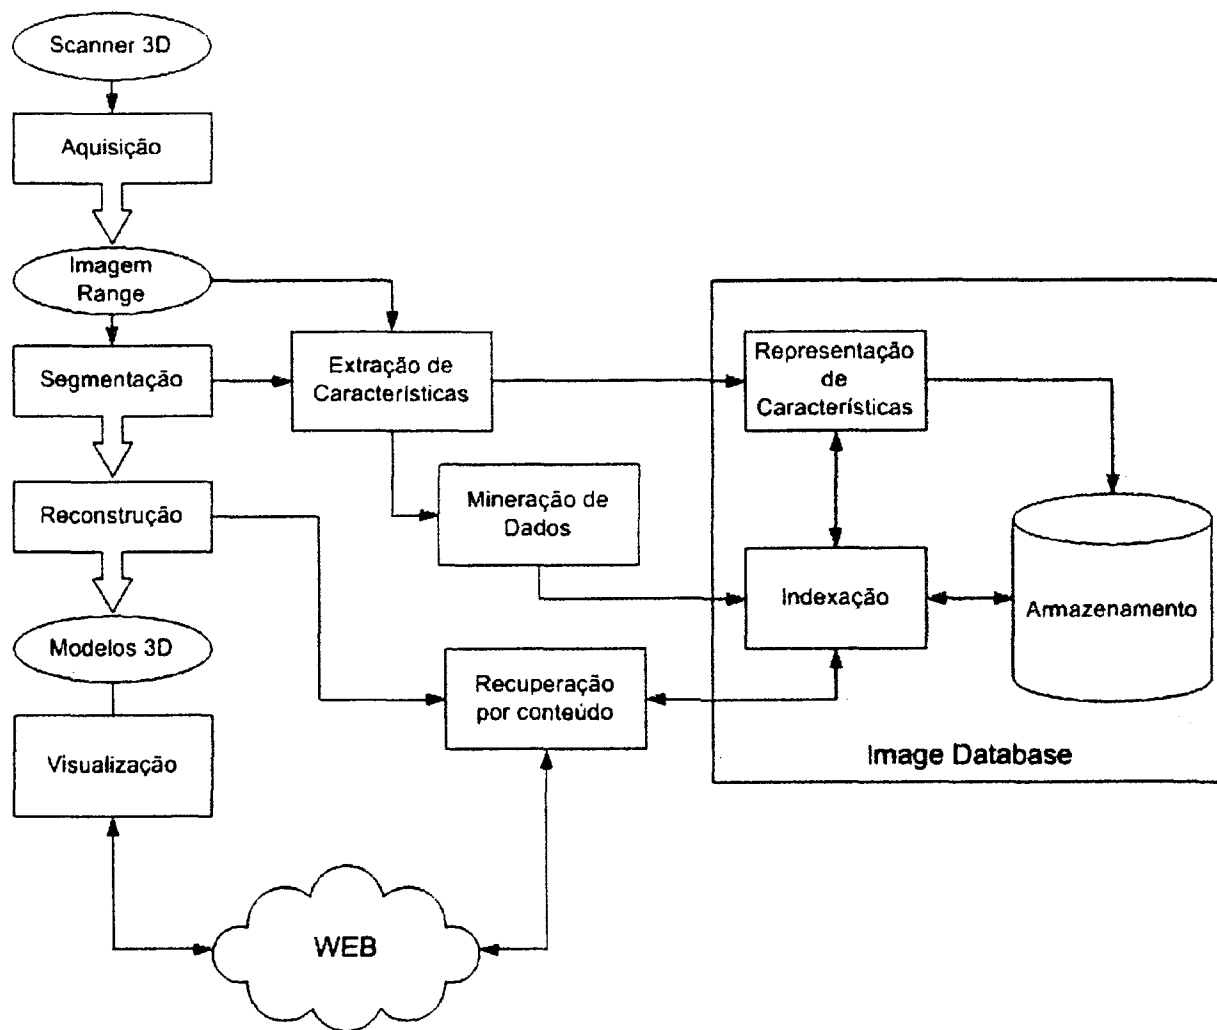 Scanner 3D
Aquisição
Imagem
Range
Segmentação
Extração de
Características
Representação
de
Características
Reconstrução
Mineração de
Dados
Indexação
Armazenamento
Modelos 3D
Recuperação
por conteúdo
Visualização
Image Database
WEB